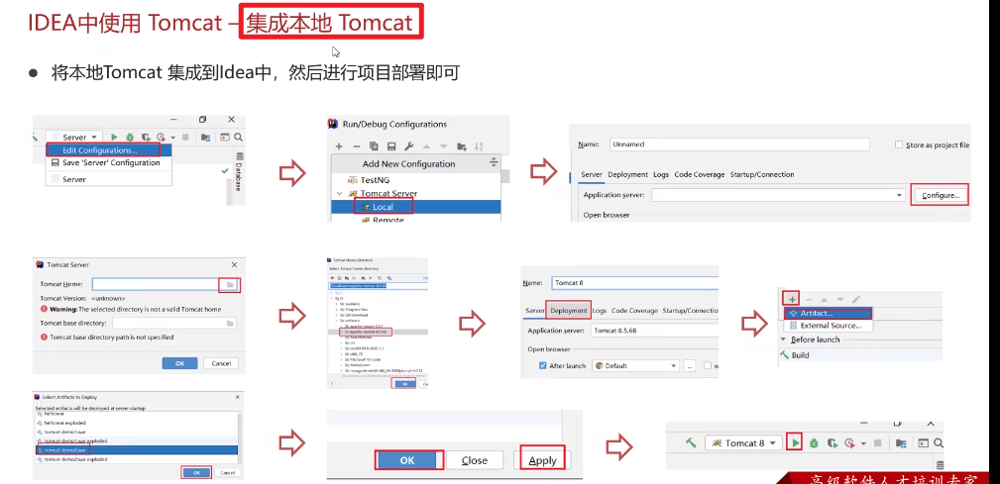 IDEA中使用 Tomcat – 集成本地 Tomcat
● 将本地Tomcat 集成到Idea中，然后进行项目部署即可
Server
Edit Configurations...
Save 'Server' Configuration
Server
Database
Run/Debug Configurations
Add New Configuration
TestNG
Tomcat Server
Local
Remote
Name: Unnamed
Store as project file
Server Deployment Logs Code Coverage Startup/Connection
Application server:
Configure...
Open browser
Tomcat Server
Tomcat Home:
Tomcat Version: <unknown>
Warning: The selected directory is not a valid Tomcat home
Tomcat base directory:
Tomcat base directory path is not specified
OK Cancel
Tomcat Home Directory
Select Tomcat home directory
Program Files
software
apache-tomcat-8.5.68
OK
Name: Tomcat 8
Server Deployment Logs Code Coverage Startup/Connectio
Application server: Tomcat 8.5.68
Open browser
After launch Default ... w
Artifact...
External Source...
Before launch
Build
Select Artifacts to Deploy
Selected artifacts will be deployed at server startup
hello:war
hello:war exploded
tomcat-demo1:war
tomcat-demo1:war exploded
tomcat-demo2:war
tomcat-demo2:war exploded
OK Cancel
OK Close Apply
Tomcat 8
高级软件人才培训专家